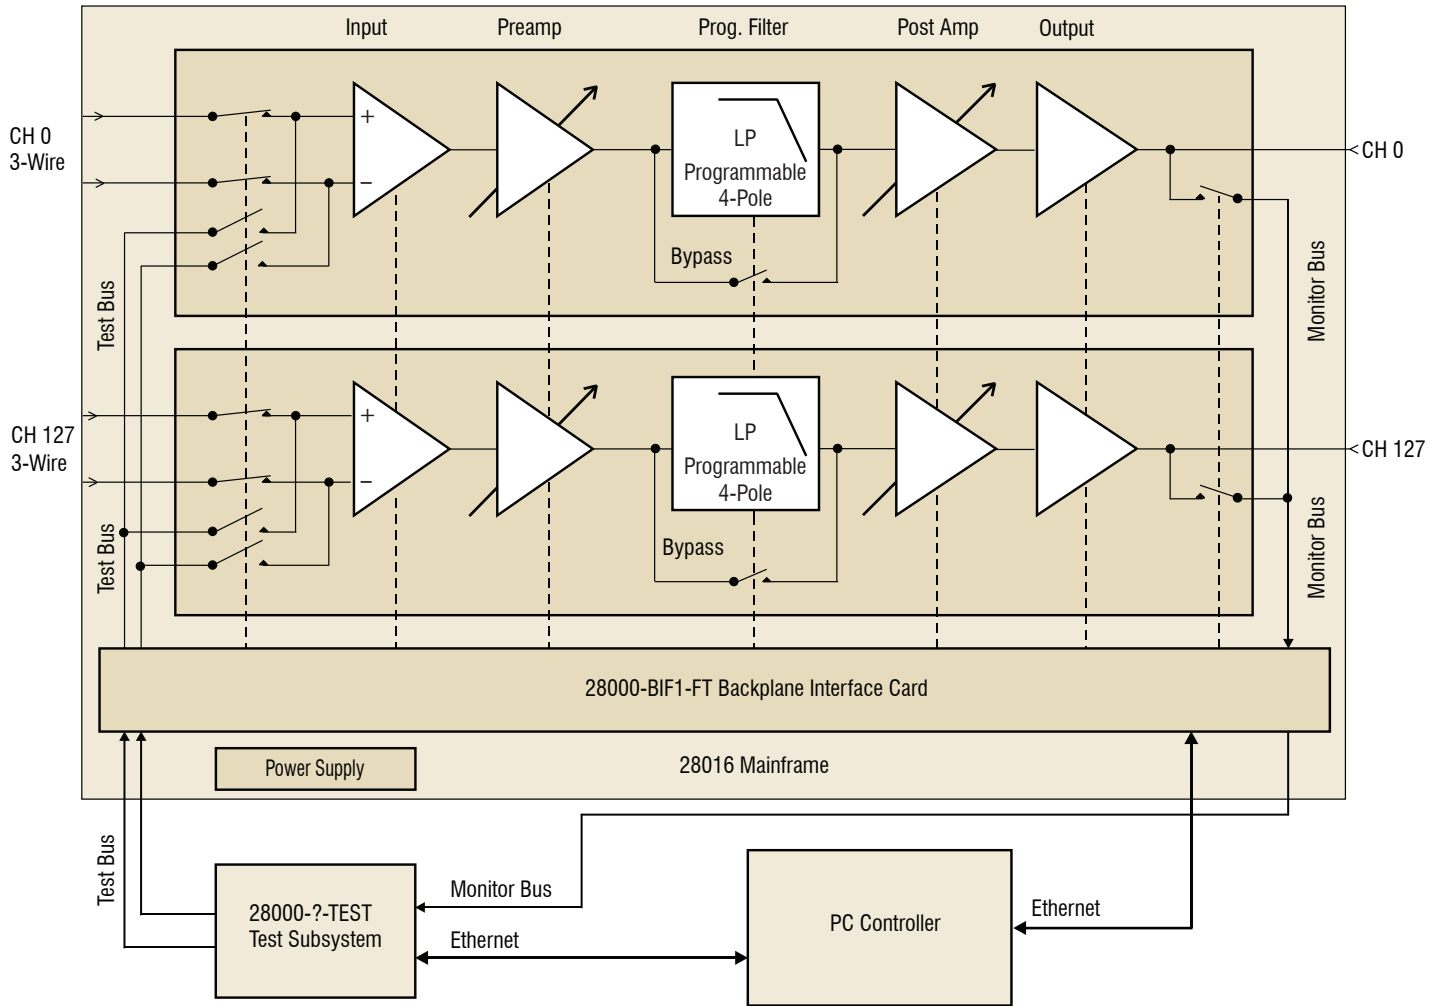 Input Preamp Prog. Filter Post Amp Output
CH 0
3-Wire
+
−
LP
Programmable
4-Pole
Bypass
CH 0
Test Bus
Monitor Bus
CH 127
3-Wire
+
−
LP
Programmable
4-Pole
Bypass
CH 127
Test Bus
Monitor Bus
28000-BIF1-FT Backplane Interface Card
Power Supply
28016 Mainframe
Test Bus
28000-?-TEST
Test Subsystem
Monitor Bus
Ethernet
PC Controller
Ethernet